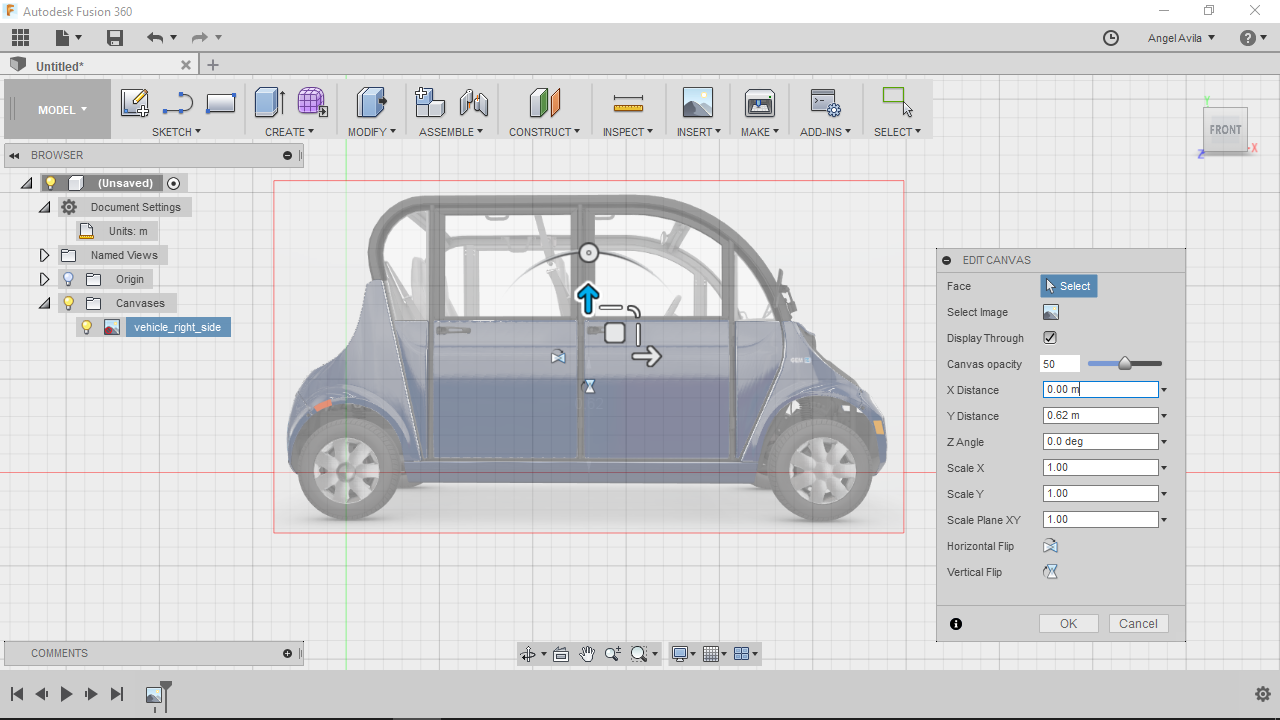 Autodesk Fusion 360
Angel Avila
Untitled*
MODEL
SKETCH
CREATE
MODIFY
ASSEMBLE
CONSTRUCT
INSPECT
INSERT
MAKE
ADD-INS
SELECT
Y
FRONT
X
Z
BROWSER
(Unsaved)
Document Settings
Units: m
Named Views
Origin
Canvases
vehicle_right_side
EDIT CANVAS
Face Select
Select Image
Display Through
Canvas opacity 50
X Distance 0.00 m
Y Distance 0.62 m
Z Angle 0.0 deg
Scale X 1.00
Scale Y 1.00
Scale Plane XY 1.00
Horizontal Flip
Vertical Flip
OK Cancel
COMMENTS